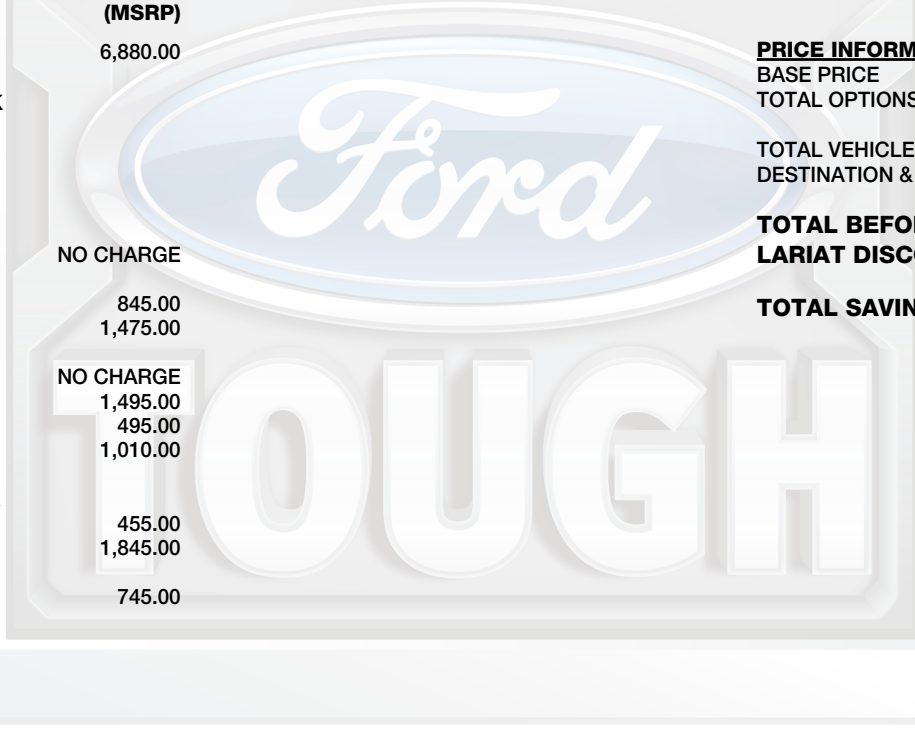 (MSRP)
6,880.00
NO CHARGE
845.00
1,475.00
NO CHARGE
1,495.00
495.00
1,010.00
455.00
1,845.00
745.00
PRICE INFORM
BASE PRICE
TOTAL OPTIONS
TOTAL VEHICLE
DESTINATION &
TOTAL BEFO
LARIAT DISC
TOTAL SAVIN
Ford
TOUGH